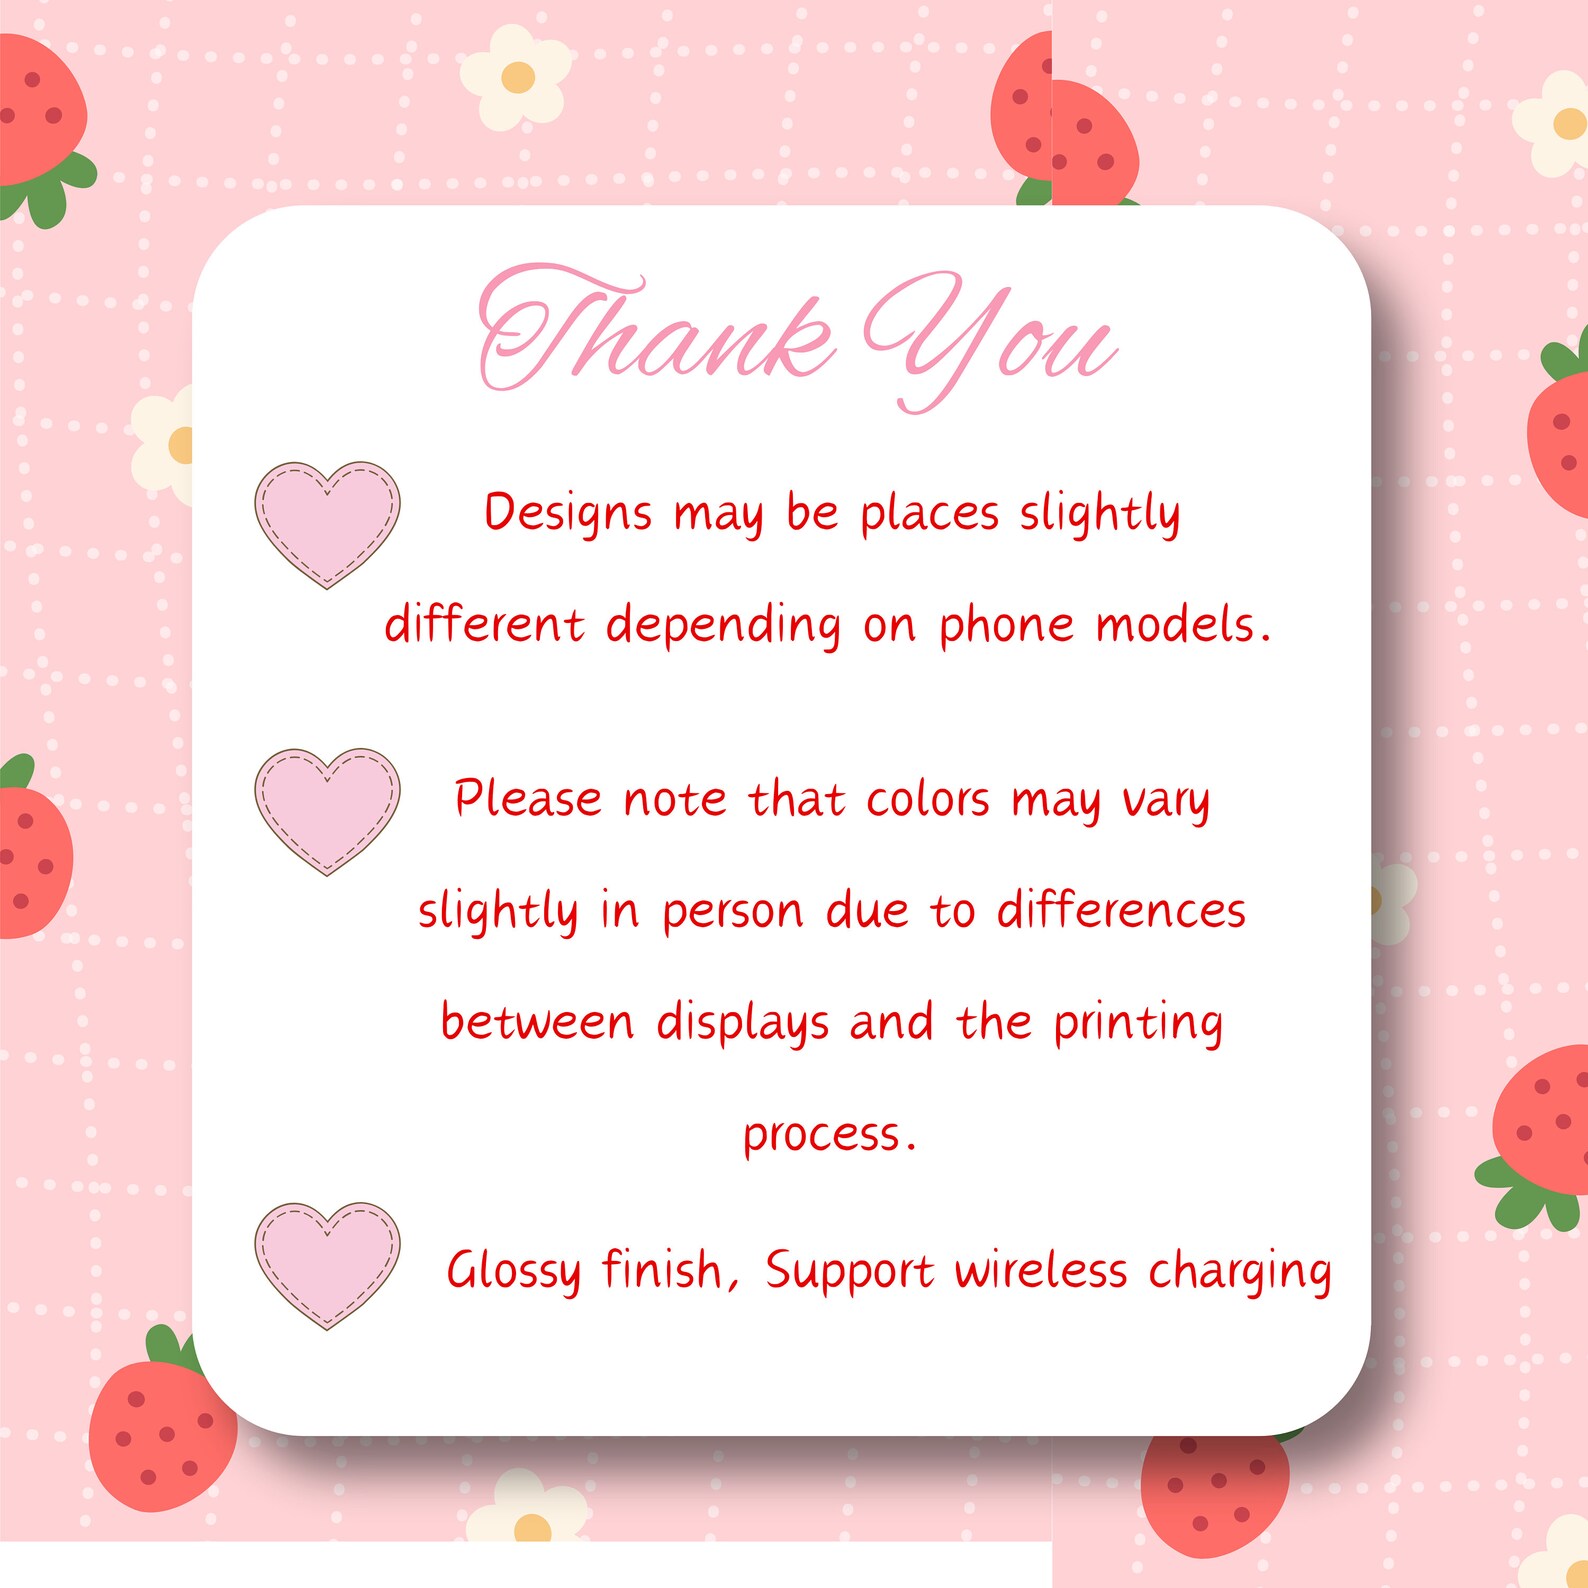 Thank You
Designs may be places slightly
different depending on phone models.
Please note that colors may vary
slightly in person due to differences
between displays and the printing
process.
Glossy finish, Support wireless charging